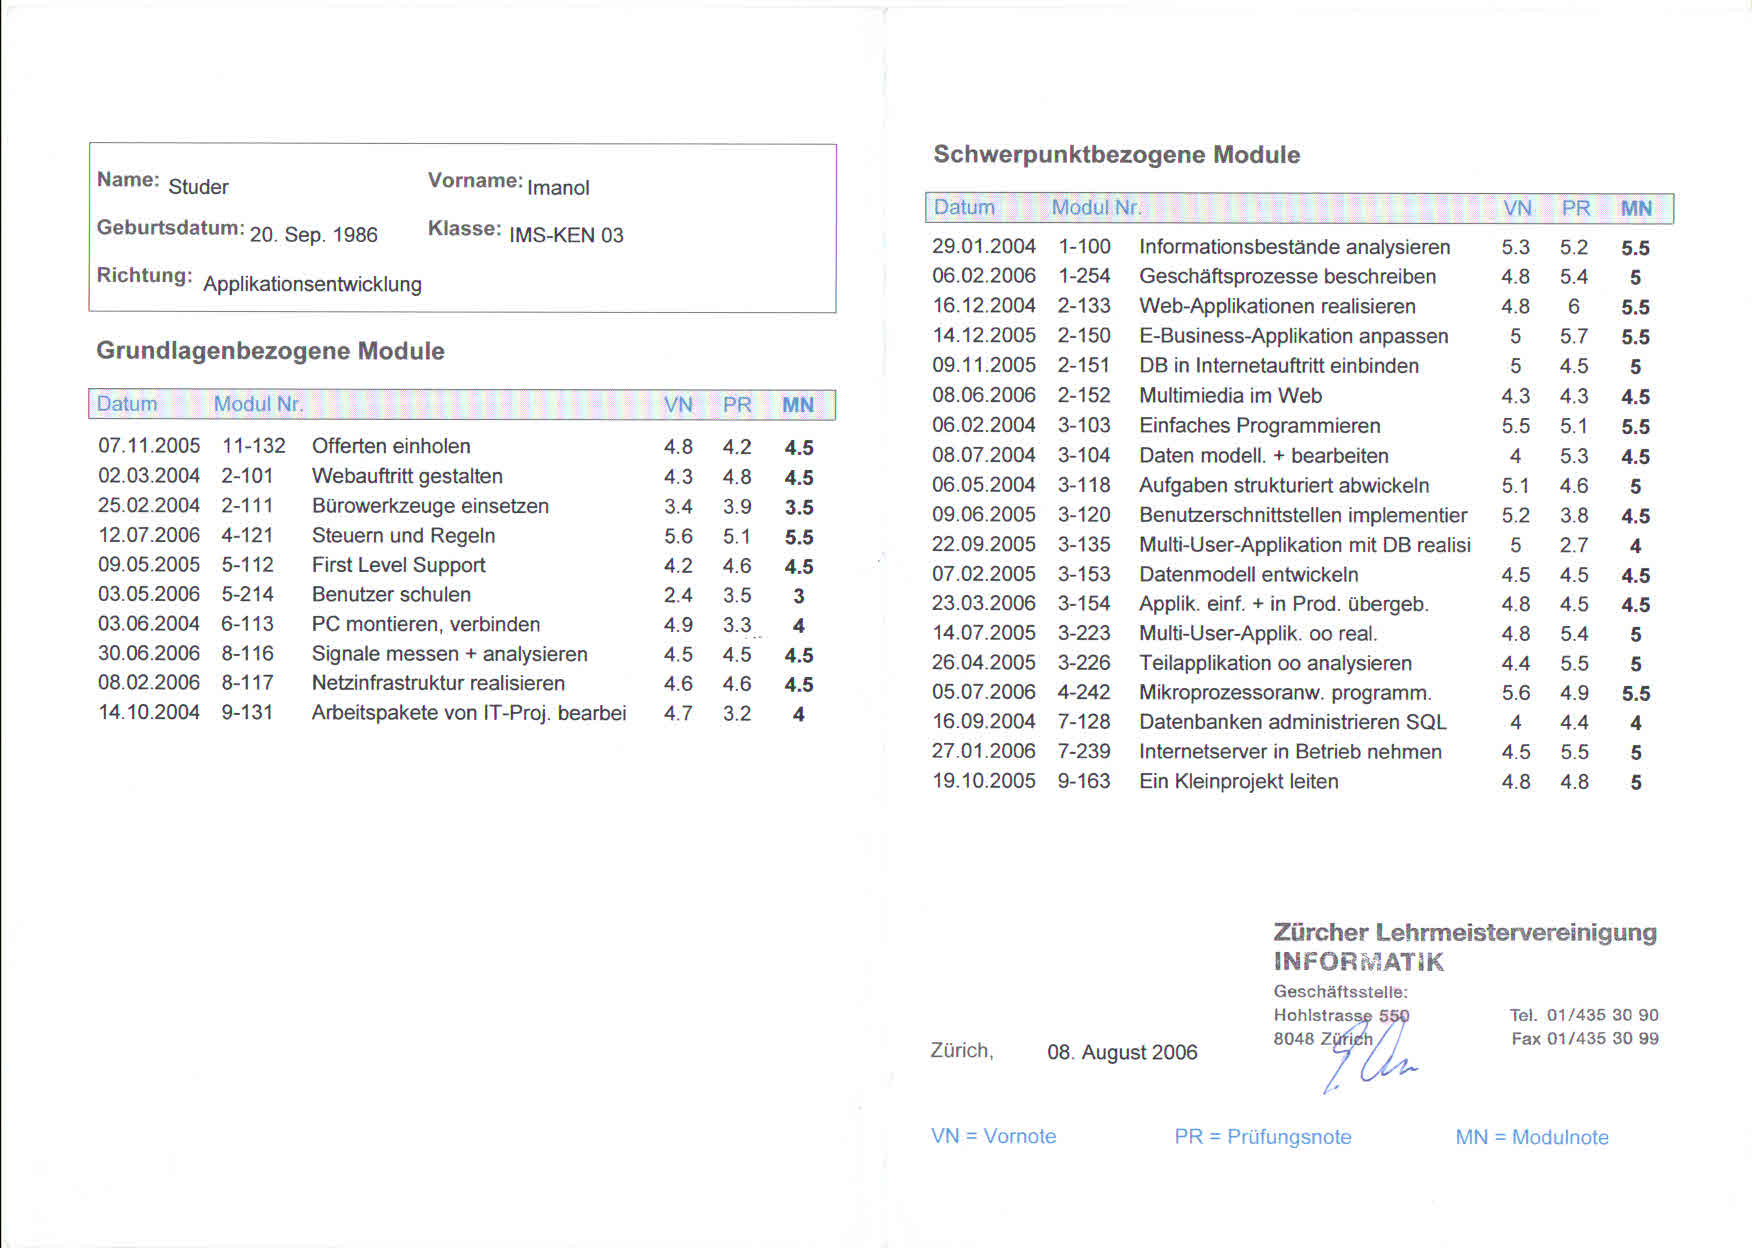 Name: Studer Vorname: Imanol
Geburtsdatum: 20. Sep. 1986 Klasse: IMS-KEN 03
Richtung: Applikationsentwicklung
Grundlagenbezogene Module
Datum Modul Nr. VN PR MN
07.11.2005 11-132 Offerten einholen 4.8 4.2 4.5
02.03.2004 2-101 Webauftritt gestalten 4.3 4.8 4.5
25.02.2004 2-111 Bürowerkzeuge einsetzen 3.4 3.9 3.5
12.07.2006 4-121 Steuern und Regeln 5.6 5.1 5.5
09.05.2005 5-112 First Level Support 4.2 4.6 4.5
03.05.2006 5-214 Benutzer schulen 2.4 3.5 3
03.06.2004 6-113 PC montieren, verbinden 4.9 3.3 4
30.06.2006 8-116 Signale messen + analysieren 4.5 4.5 4.5
08.02.2006 8-117 Netzinfrastruktur realisieren 4.6 4.6 4.5
14.10.2004 9-131 Arbeitspakete von IT-Proj. bearbei 4.7 3.2 4
Schwerpunktbezogene Module
Datum Modul Nr. VN PR MN
29.01.2004 1-100 Informationsbestände analysieren 5.3 5.2 5.5
06.02.2006 1-254 Geschäftsprozesse beschreiben 4.8 5.4 5
16.12.2004 2-133 Web-Applikationen realisieren 4.8 6 5.5
14.12.2005 2-150 E-Business-Applikation anpassen 5 5.7 5.5
09.11.2005 2-151 DB in Internetauftritt einbinden 5 4.5 5
08.06.2006 2-152 Multimiedia im Web 4.3 4.3 4.5
06.02.2004 3-103 Einfaches Programmieren 5.5 5.1 5.5
08.07.2004 3-104 Daten modell. + bearbeiten 4 5.3 4.5
06.05.2004 3-118 Aufgaben strukturiert abwickeln 5.1 4.6 5
09.06.2005 3-120 Benutzerschnittstellen implementier 5.2 3.8 4.5
22.09.2005 3-135 Multi-User-Applikation mit DB realisi 5 2.7 4
07.02.2005 3-153 Datenmodell entwickeln 4.5 4.5 4.5
23.03.2006 3-154 Applik. einf. + in Prod. übergeb. 4.8 4.5 4.5
14.07.2005 3-223 Multi-User-Applik. oo real. 4.8 5.4 5
26.04.2005 3-226 Teilapplikation oo analysieren 4.4 5.5 5
05.07.2006 4-242 Mikroprozessoranw. programm. 5.6 4.9 5.5
16.09.2004 7-128 Datenbanken administrieren SQL 4 4.4 4
27.01.2006 7-239 Internetserver in Betrieb nehmen 4.5 5.5 5
19.10.2005 9-163 Ein Kleinprojekt leiten 4.8 4.8 5
Zürcher Lehrmeistervereinigung
INFORMATIK
Geschäftsstelle:
Hohlstrasse 550 Tel. 01/435 30 90
8048 Zürich Fax 01/435 30 99
Zürich, 08. August 2006
VN = Vornote PR = Prüfungsnote MN = Modulnote